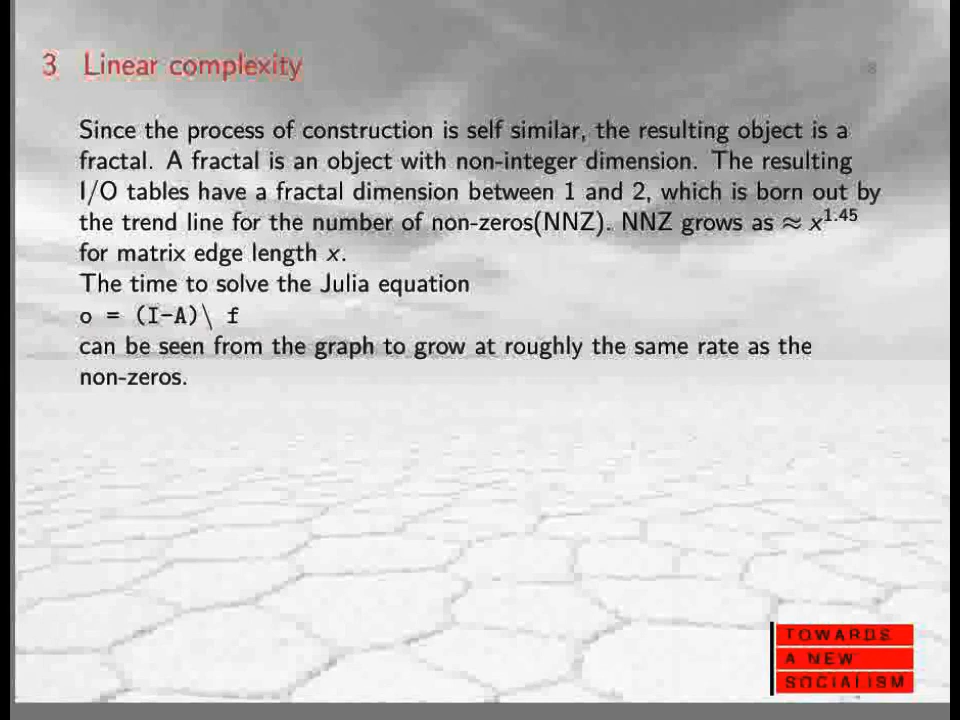 3 Linear complexity
8
Since the process of construction is self similar, the resulting object is a
fractal. A fractal is an object with non-integer dimension. The resulting
I/O tables have a fractal dimension between 1 and 2, which is born out by
the trend line for the number of non-zeros(NNZ). NNZ grows as ≈ x^1.45
for matrix edge length x.
The time to solve the Julia equation
o = (I-A)\ f
can be seen from the graph to grow at roughly the same rate as the
non-zeros.
TOWARDS
A NEW
SOCIALISM